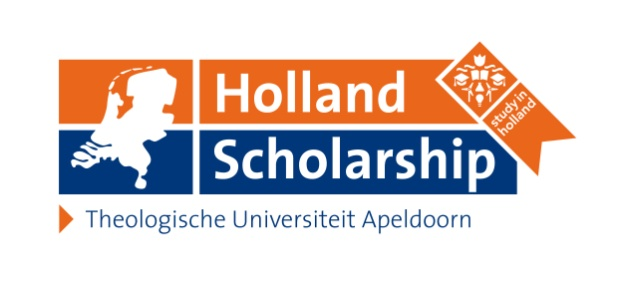 Holland
Scholarship
study in
holland
Theologische Universiteit Apeldoorn